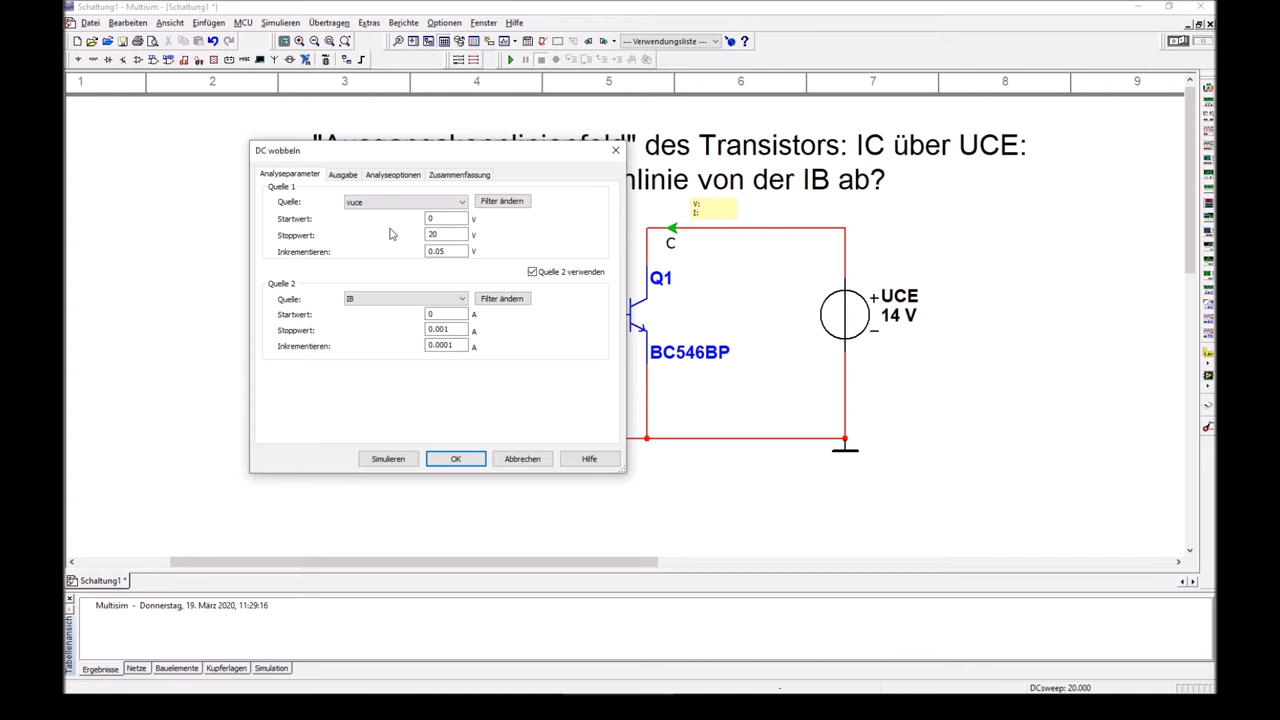 Schaltung1 - Multisim - [Schaltung1 *]
Datei Bearbeiten Ansicht Einfügen MCU Simulieren Übertragen Extras Berichte Optionen Fenster Hilfe
--- Verwendungsliste ---
1 2 3 4 5 6 7 8 9
des Transistors: IC über UCE:
nlinie von der IB ab?
DC wobbeln
Analyseparameter Ausgabe Analyseoptionen Zusammenfassung
Quelle 1
Quelle: vuce Filter ändern
Startwert: 0 V
Stoppwert: 20 V
Inkrementieren: 0.05 V
Quelle 2 verwenden
Quelle 2
Quelle: IB Filter ändern
Startwert: 0 A
Stoppwert: 0.001 A
Inkrementieren: 0.0001 A
Simulieren OK Abbrechen Hilfe
V:
I:
C
Q1
BC546BP
+ UCE
14 V
–
Schaltung1 *
Multisim - Donnerstag, 19. März 2020, 11:29:16
Tabellenansicht
Ergebnisse Netze Bauelemente Kupferlagen Simulation
- DCsweep: 20.000